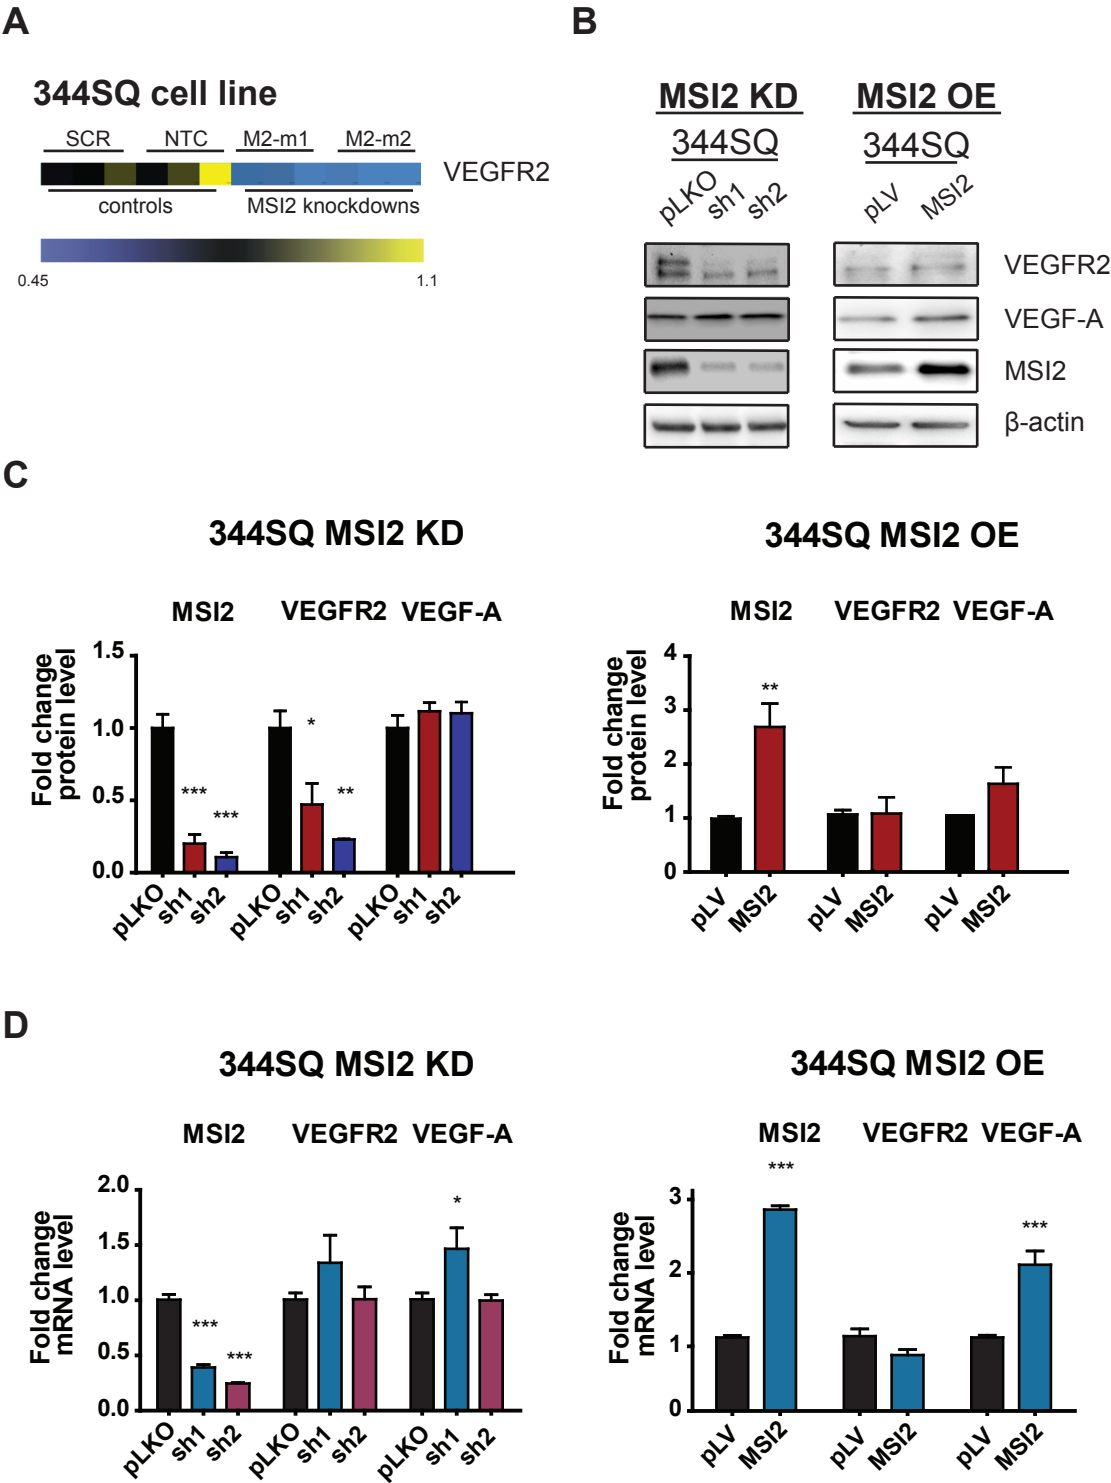 A
344SQ cell line
SCR NTC M2-m1 M2-m2
VEGFR2
controls MSI2 knockdowns
0.45 1.1
B
MSI2 KD MSI2 OE
344SQ 344SQ
pLKO sh1 sh2 pLV MSI2
VEGFR2
VEGF-A
MSI2
β-actin
C
344SQ MSI2 KD
MSI2 VEGFR2 VEGF-A
Fold change
protein level
1.5
1.0
0.5
0.0
*** *** * **
pLKO sh1 sh2 pLKO sh1 sh2 pLKO sh1 sh2
344SQ MSI2 OE
MSI2 VEGFR2 VEGF-A
Fold change
protein level
4
3
2
1
0
**
pLV MSI2 pLV MSI2 pLV MSI2
D
344SQ MSI2 KD
MSI2 VEGFR2 VEGF-A
Fold change
mRNA level
2.0
1.5
1.0
0.5
0.0
*** *** *
pLKO sh1 sh2 pLKO sh1 sh2 pLKO sh1 sh2
344SQ MSI2 OE
MSI2 VEGFR2 VEGF-A
Fold change
mRNA level
3
2
1
0
*** ***
pLV MSI2 pLV MSI2 pLV MSI2